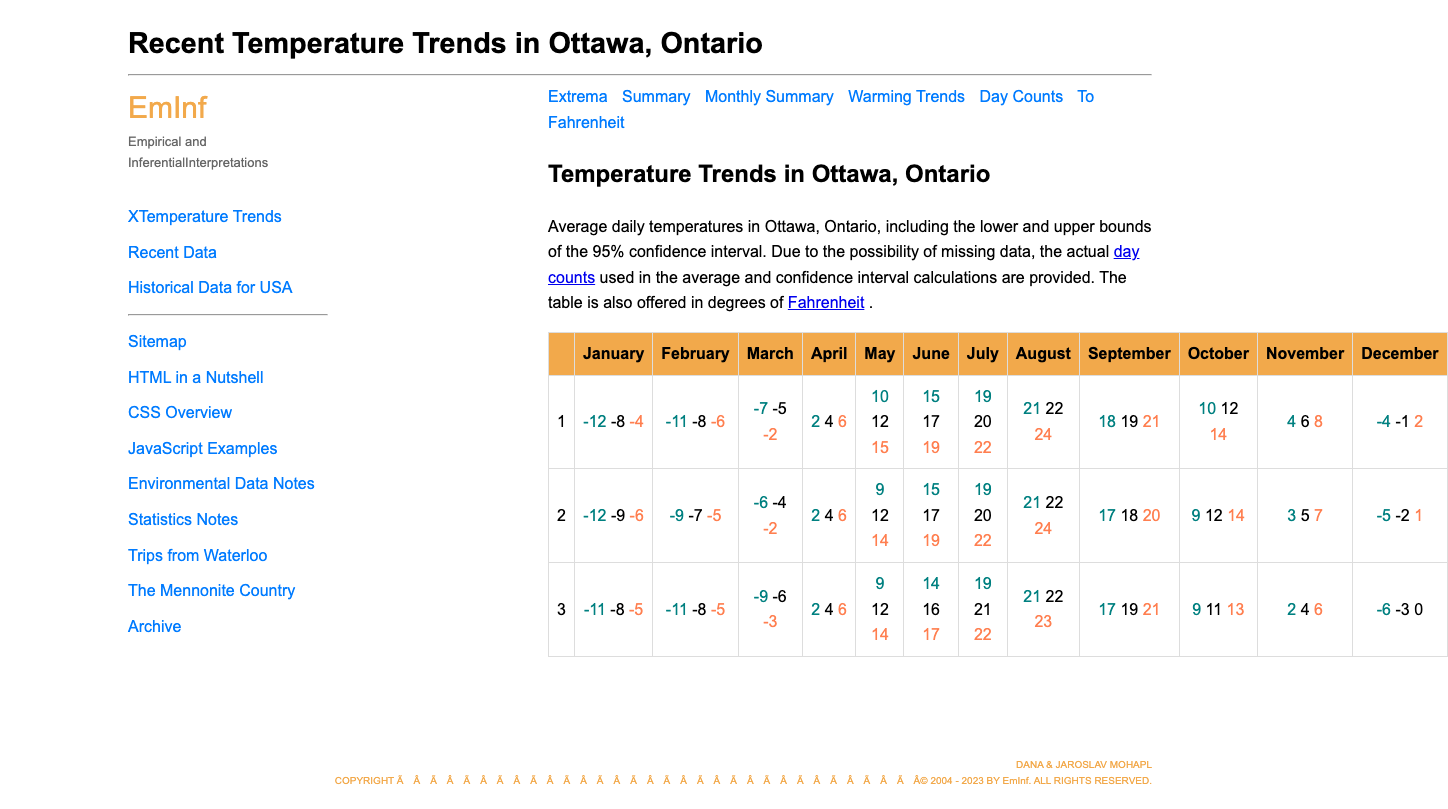 Recent Temperature Trends in Ottawa, Ontario
EmInf
Empirical and
InferentialInterpretations
XTemperature Trends
Recent Data
Historical Data for USA
Sitemap
HTML in a Nutshell
CSS Overview
JavaScript Examples
Environmental Data Notes
Statistics Notes
Trips from Waterloo
The Mennonite Country
Archive
Extrema Summary Monthly Summary Warming Trends Day Counts To
Fahrenheit
Temperature Trends in Ottawa, Ontario
Average daily temperatures in Ottawa, Ontario, including the lower and upper bounds
of the 95% confidence interval. Due to the possibility of missing data, the actual day
counts used in the average and confidence interval calculations are provided. The
table is also offered in degrees of Fahrenheit .
January February March April May June July August September October November December
1 -12 -8 -4 -11 -8 -6 -7 -5 -2 2 4 6 10 12 15 15 17 19 19 20 22 21 22 24 18 19 21 10 12 14 4 6 8 -4 -1 2
2 -12 -9 -6 -9 -7 -5 -6 -4 -2 2 4 6 9 12 14 15 17 19 19 20 22 21 22 24 17 18 20 9 12 14 3 5 7 -5 -2 1
3 -11 -8 -5 -11 -8 -5 -9 -6 -3 2 4 6 9 12 14 14 16 17 19 21 22 21 22 23 17 19 21 9 11 13 2 4 6 -6 -3 0
DANA & JAROSLAV MOHAPL
COPYRIGHT Â Â Â Â Â Â Â Â Â Â Â Â Â Â Â Â Â Â Â Â Â Â Â Â Â Â Â Â Â Â Â Â© 2004 - 2023 BY EmInf. ALL RIGHTS RESERVED.